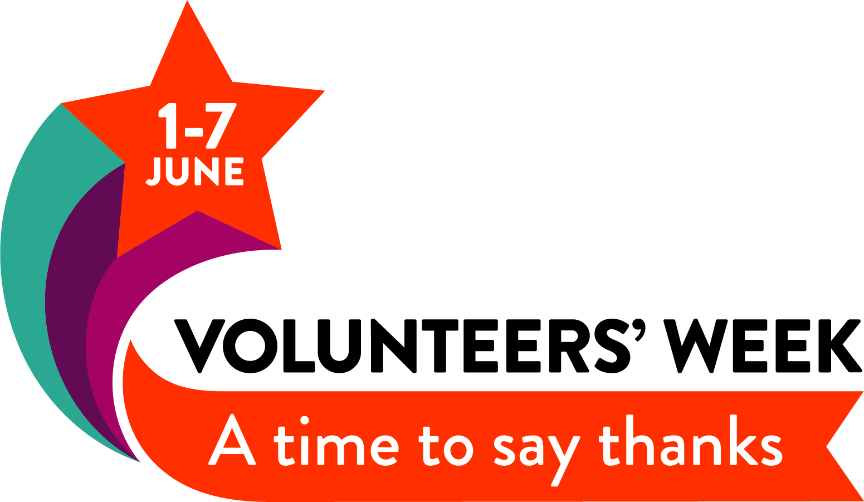 1-7
JUNE
VOLUNTEERS’ WEEK
A time to say thanks